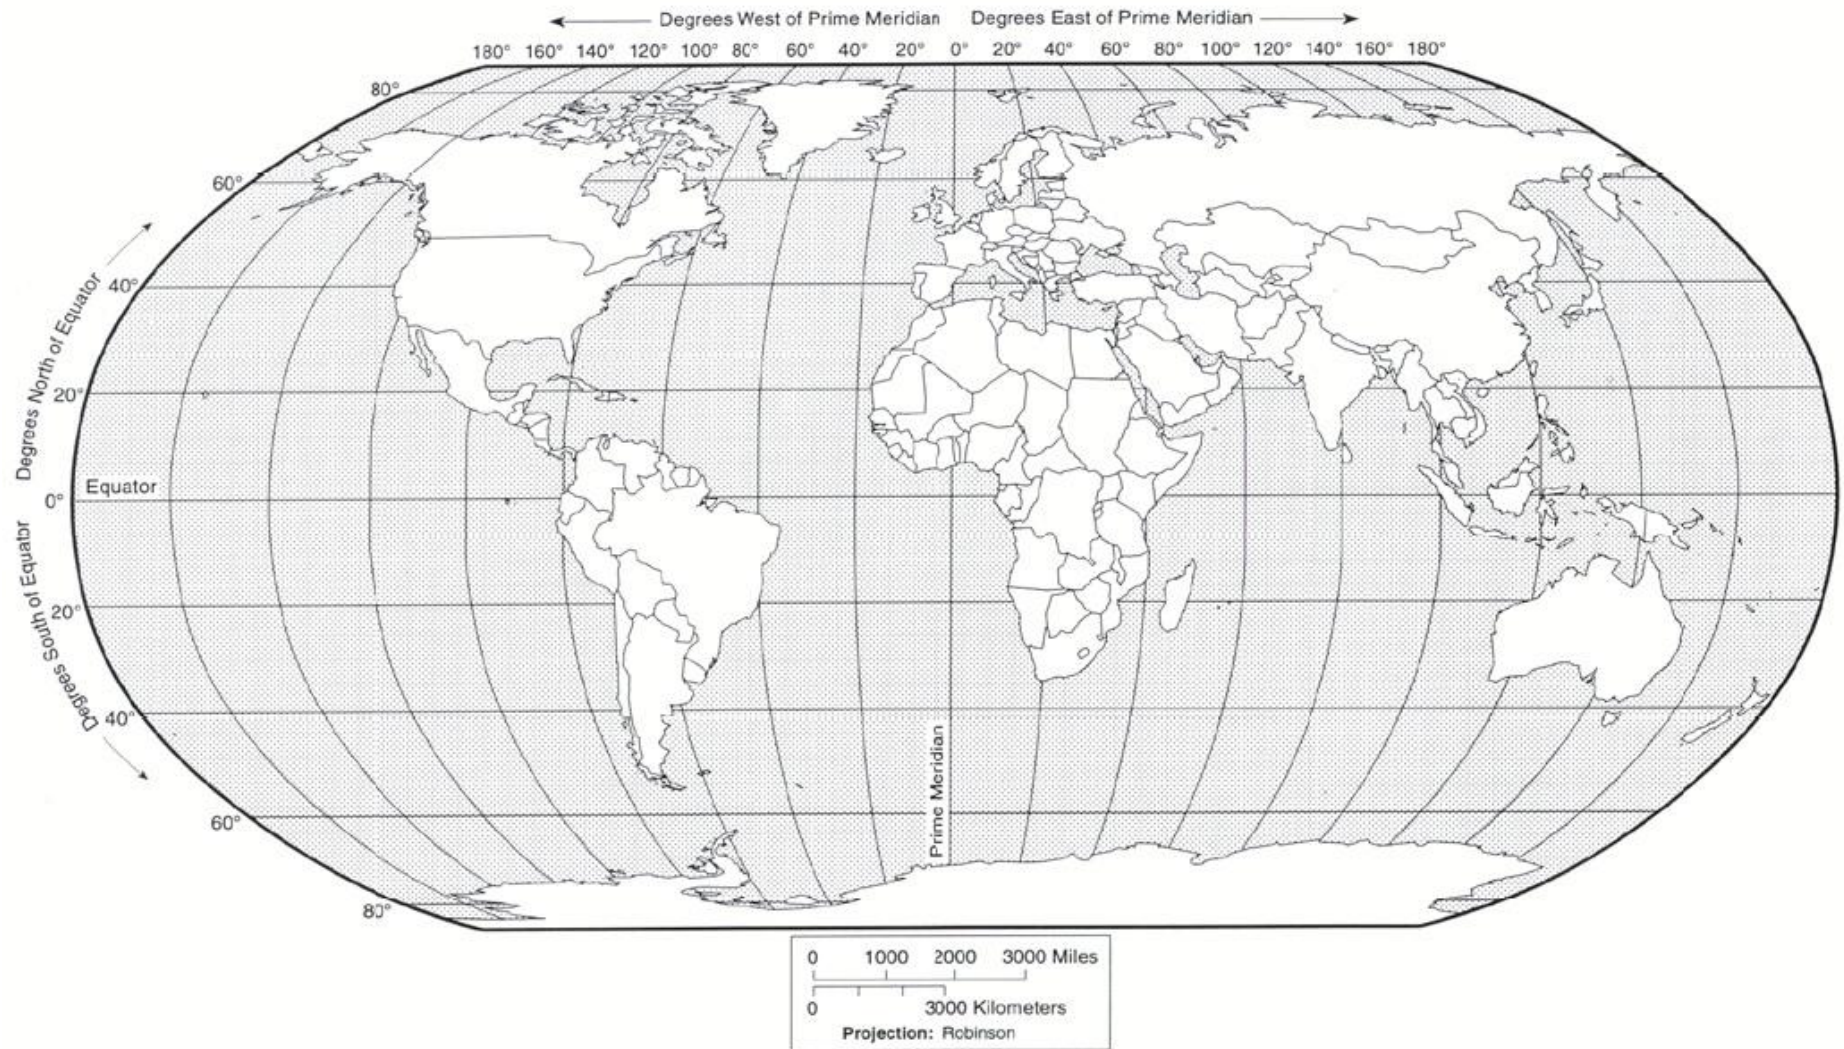 Degrees West of Prime Meridian Degrees East of Prime Meridian
180° 160° 140° 120° 100° 80° 60° 40° 20° 0° 20° 40° 60° 80° 100° 120° 140° 160° 180°
80°
60°
40°
20°
0°
20°
40°
60°
80°
Degrees North of Equator
Equator
Degrees South of Equator
Prime Meridian
0 1000 2000 3000 Miles
0 3000 Kilometers
Projection: Robinson